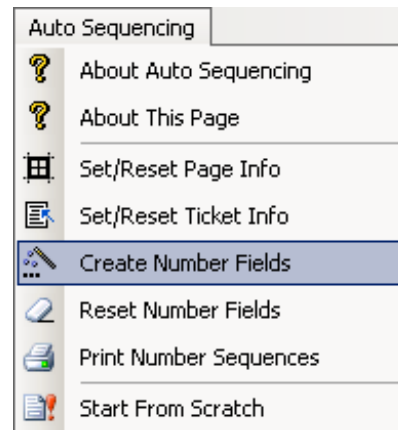 Auto Sequencing
About Auto Sequencing
About This Page
Set/Reset Page Info
Set/Reset Ticket Info
Create Number Fields
Reset Number Fields
Print Number Sequences
Start From Scratch